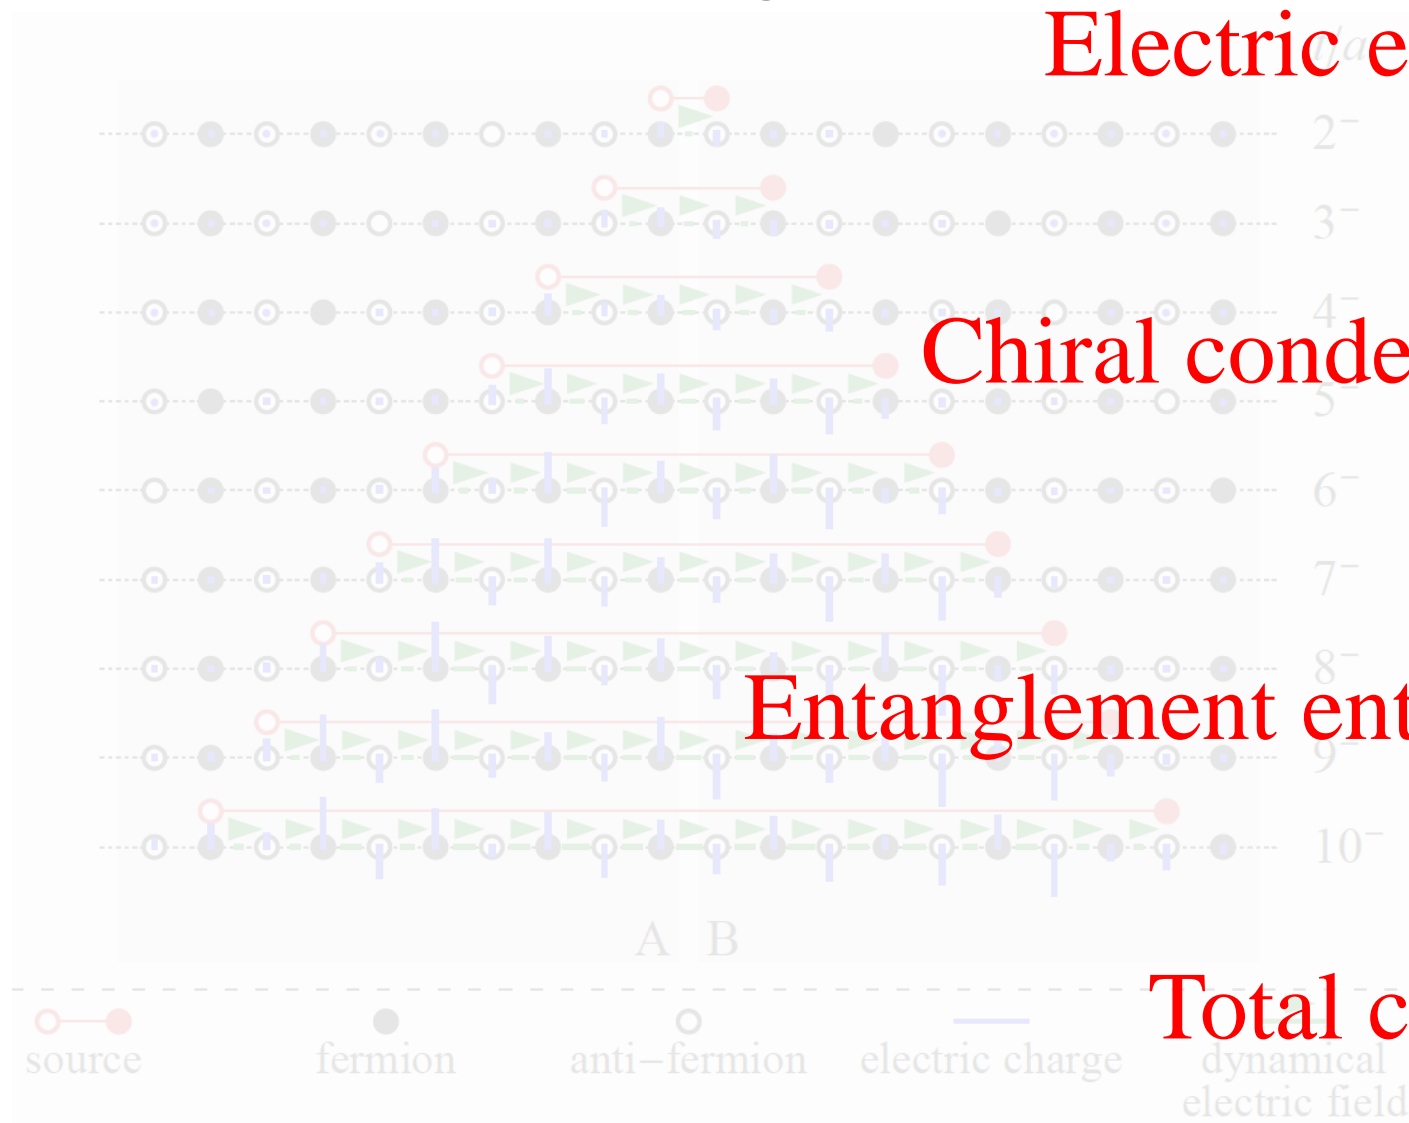 Electric e
t/a
2−
3−
4−
Chiral conde
5−
6−
7−
8−
Entanglement ent
9−
10−
A B
Total c
source fermion anti−fermion electric charge dynamical
electric field